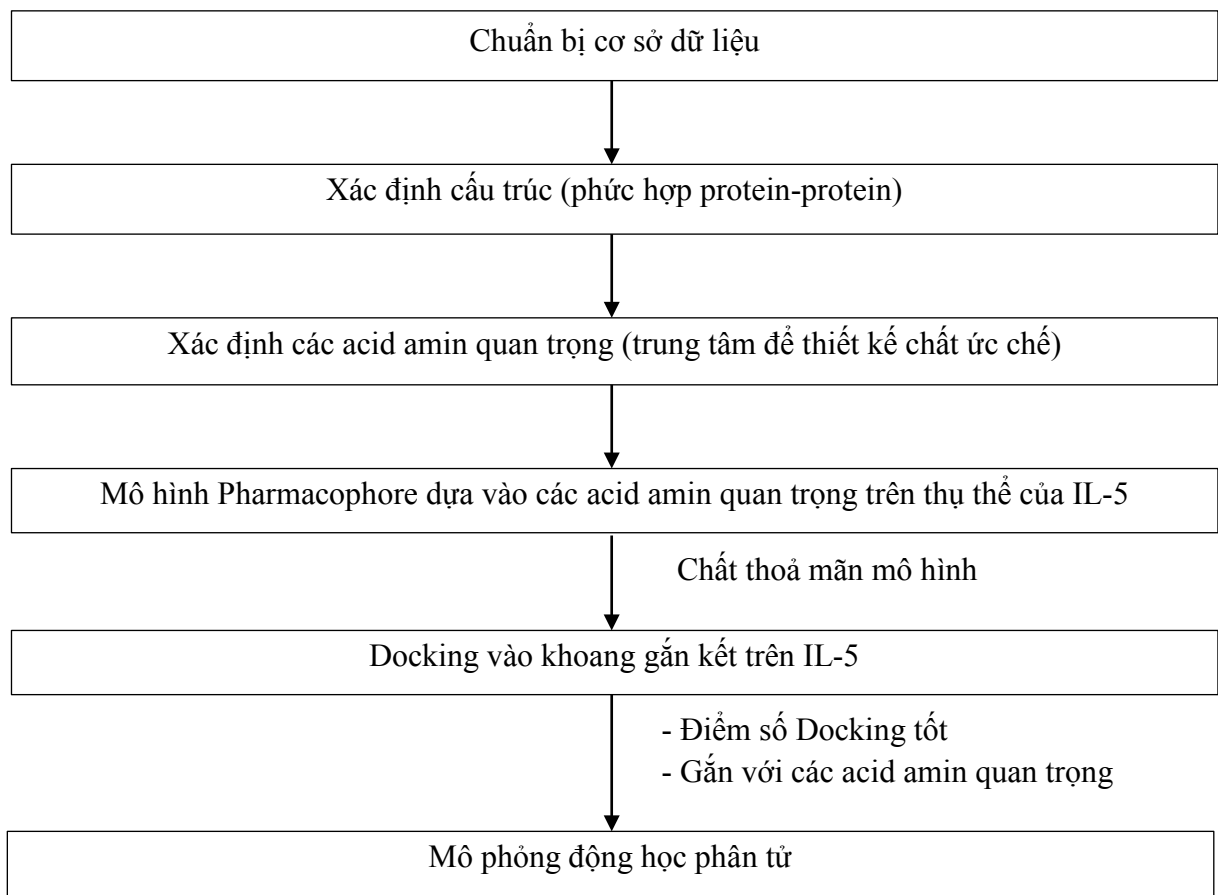 Chuẩn bị cơ sở dữ liệu
Xác định cấu trúc (phức hợp protein-protein)
Xác định các acid amin quan trọng (trung tâm để thiết kế chất ức chế)
Mô hình Pharmacophore dựa vào các acid amin quan trọng trên thụ thể của IL-5
Chất thoả mãn mô hình
Docking vào khoang gắn kết trên IL-5
- Điểm số Docking tốt
- Gắn với các acid amin quan trọng
Mô phỏng động học phân tử